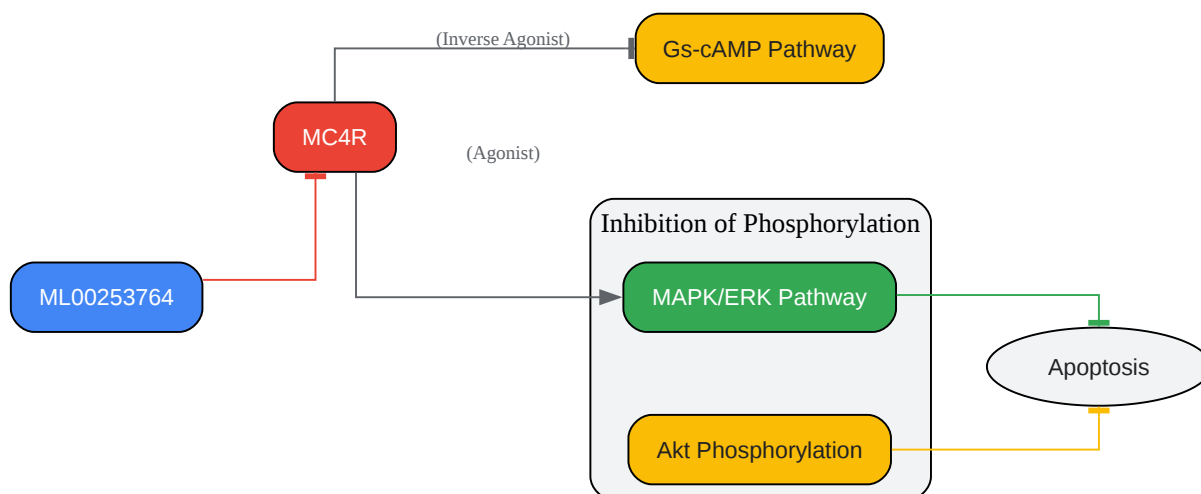 (Inverse Agonist)
Gs-cAMP Pathway
MC4R
(Agonist)
Inhibition of Phosphorylation
ML00253764
MAPK/ERK Pathway
Apoptosis
Akt Phosphorylation